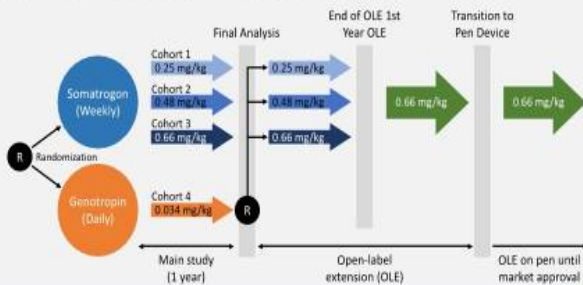 Final Analysis
End of OLE 1st
Year OLE
Transition to
Pen Device
Somatrogon
(Weekly)
Cohort 1
0.25 mg/kg
0.25 mg/kg
Cohort 2
0.48 mg/kg
0.48 mg/kg
Cohort 3
0.66 mg/kg
0.66 mg/kg
0.66 mg/kg
0.66 mg/kg
R
Randomization
Genotropin
(Daily)
Cohort 4
0.034 mg/kg
R
Main study
(1 year)
Open-label
extension (OLE)
OLE on pen until
market approval